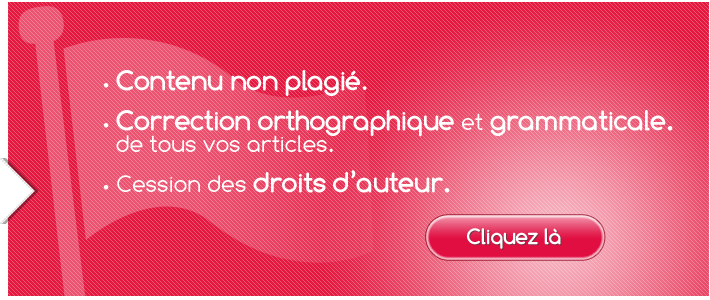 • Contenu non plagié.
• Correction orthographique et grammaticale.
de tous vos articles.
• Cession des droits d'auteur.
Cliquez là